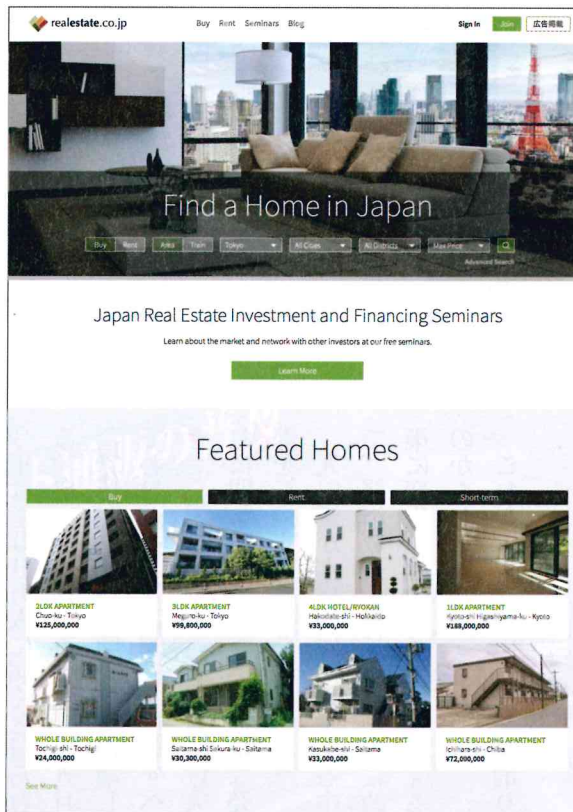 realestate.co.jp
Buy Rent Seminars Blog
Sign In
Join
広告掲載
Find a Home in Japan
Buy Rent Area Train Tokyo All Cities All Districts Max Price
Advanced Search
Japan Real Estate Investment and Financing Seminars
Learn about the market and network with other investors at our free seminars.
Learn More
Featured Homes
Buy Rent Short-term
2LDK APARTMENT
Chuo-ku - Tokyo
¥125,000,000
3LDK APARTMENT
Meguro-ku - Tokyo
¥99,800,000
4LDK HOTEL/RYOKAN
Hakodate-shi - Hokkaido
¥33,000,000
1LDK APARTMENT
Kyoto-shi Higashiyama-ku - Kyoto
¥188,000,000
WHOLE BUILDING APARTMENT
Tochigi-shi - Tochigi
¥24,000,000
WHOLE BUILDING APARTMENT
Saitama-shi Sakura-ku - Saitama
¥30,300,000
WHOLE BUILDING APARTMENT
Kasukabe-shi - Saitama
¥33,000,000
WHOLE BUILDING APARTMENT
Ichihara-shi - Chiba
¥72,000,000
See More